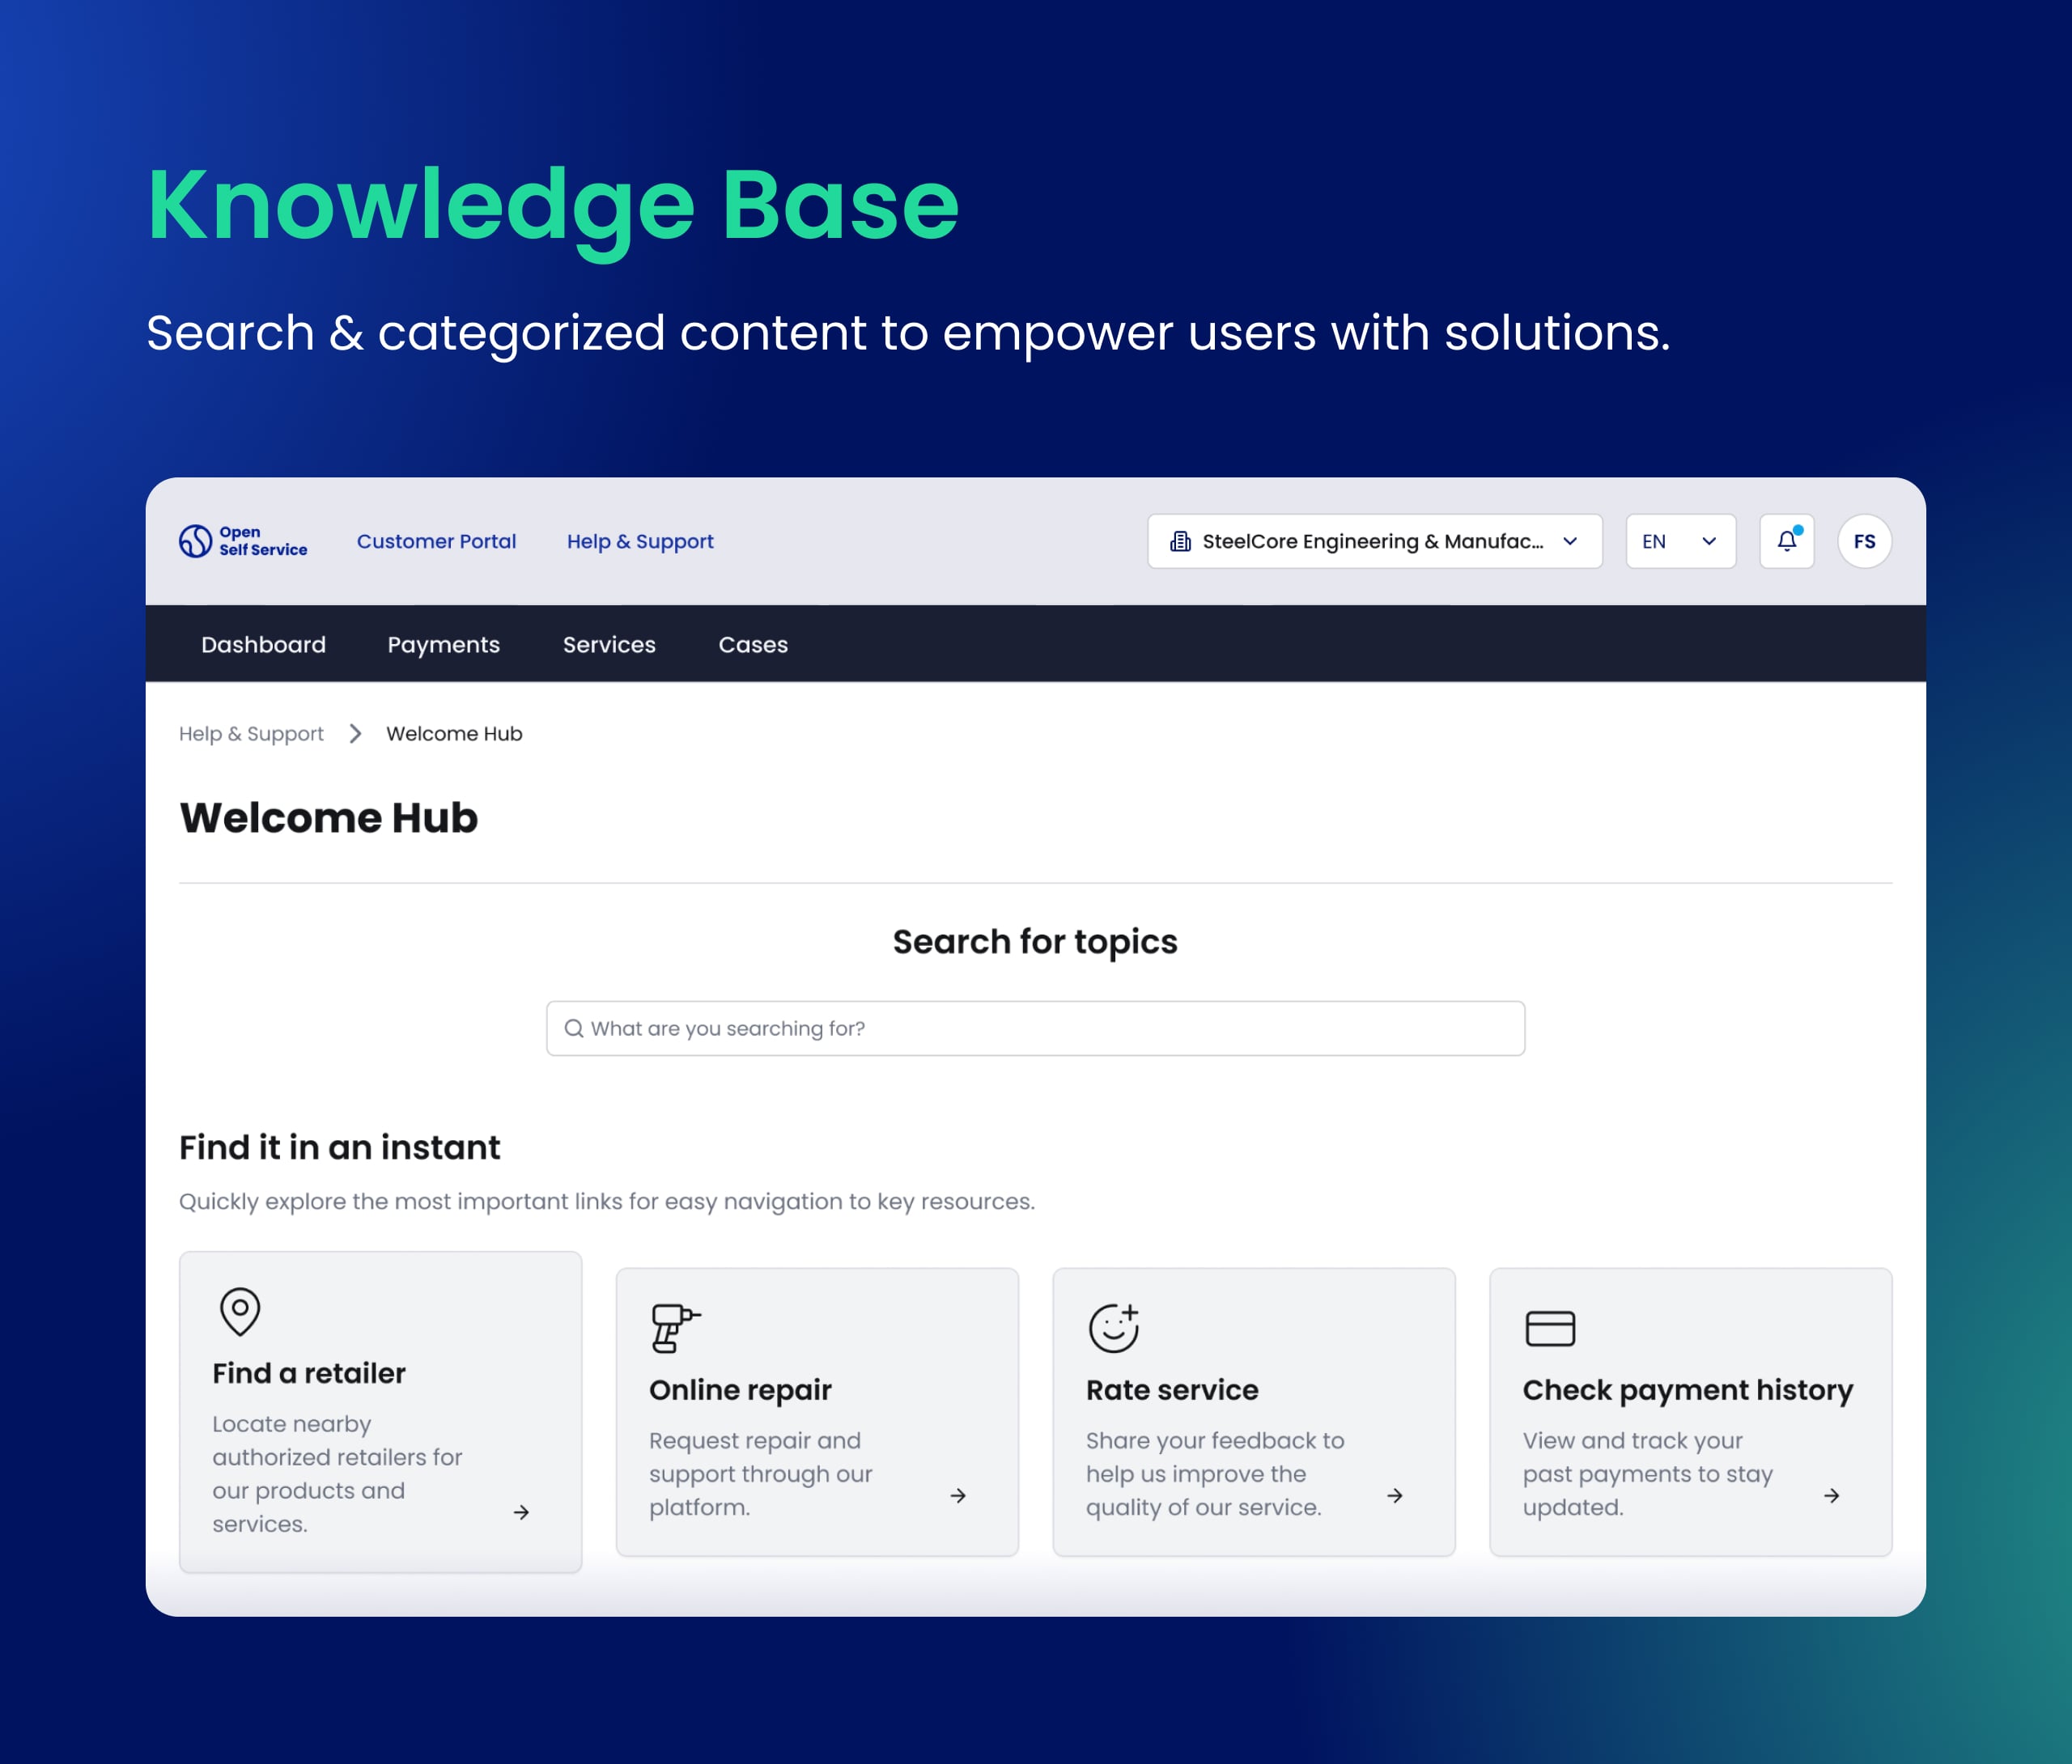 Knowledge Base
Search & categorized content to empower users with solutions.
Open
Self Service
Customer Portal
Help & Support
SteelCore Engineering & Manufac...
EN
FS
Dashboard
Payments
Services
Cases
Help & Support
Welcome Hub
Welcome Hub
Search for topics
What are you searching for?
Find it in an instant
Quickly explore the most important links for easy navigation to key resources.
Find a retailer
Locate nearby
authorized retailers for
our products and
services.
Online repair
Request repair and
support through our
platform.
Rate service
Share your feedback to
help us improve the
quality of our service.
Check payment history
View and track your
past payments to stay
updated.